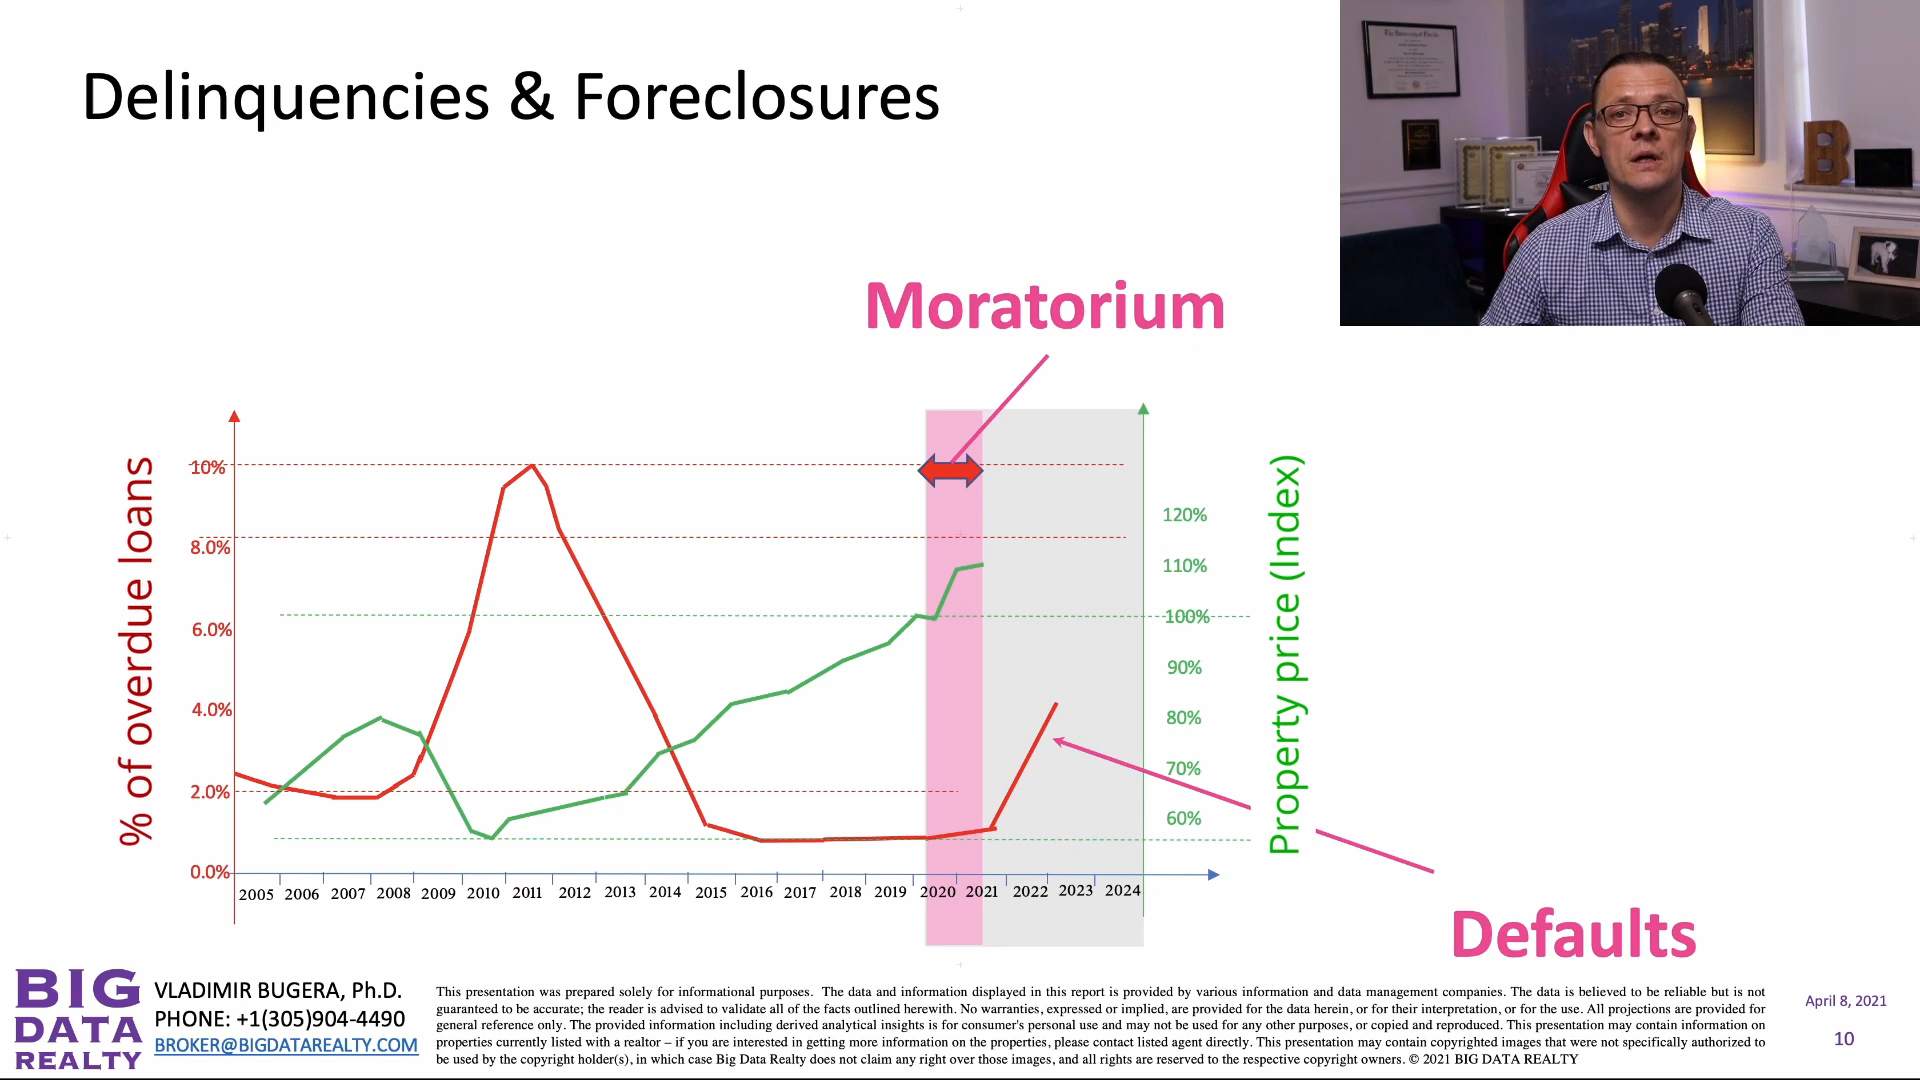 Delinquencies & Foreclosures
The University of Florida
B
Moratorium
% of overdue loans
10%
8.0%
6.0%
4.0%
2.0%
0.0%
120%
110%
100%
90%
80%
70%
60%
Property price (Index)
2005 2006 2007 2008 2009 2010 2011 2012 2013 2014 2015 2016 2017 2018 2019 2020 2021 2022 2023 2024
Defaults
BIG
DATA
REALTY
VLADIMIR BUGERA, Ph.D.
PHONE: +1(305)904-4490
BROKER@BIGDATAREALTY.COM
This presentation was prepared solely for informational purposes. The data and information displayed in this report is provided by various information and data management companies. The data is believed to be reliable but is not
guaranteed to be accurate; the reader is advised to validate all of the facts outlined herewith. No warranties, expressed or implied, are provided for the data herein, or for their interpretation, or for the use. All projections are provided for
general reference only. The provided information including derived analytical insights is for consumer's personal use and may not be used for any other purposes, or copied and reproduced. This presentation may contain information on
properties currently listed with a realtor – if you are interested in getting more information on the properties, please contact listed agent directly. This presentation may contain copyrighted images that were not specifically authorized to
be used by the copyright holder(s), in which case Big Data Realty does not claim any right over those images, and all rights are reserved to the respective copyright owners. © 2021 BIG DATA REALTY
April 8, 2021
10